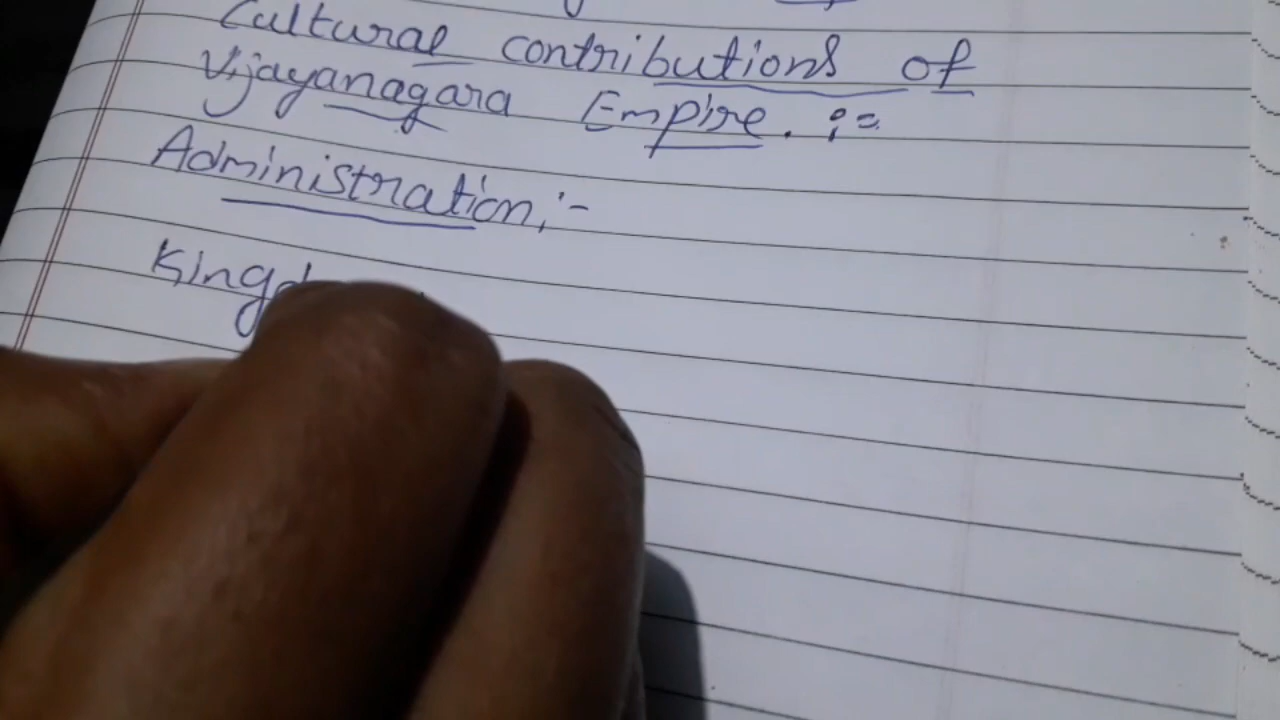 Cultural contributions of
Vijayanagara Empire. :=
Administration,:-